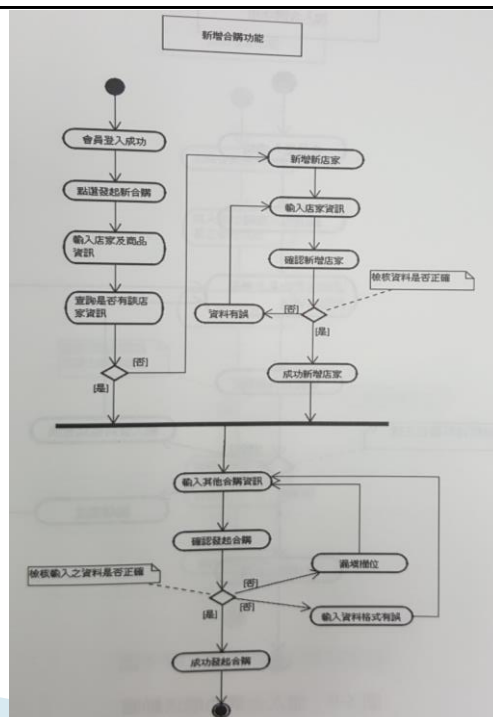 新增合購功能
會員登入成功
點選發起新合購
輸入店家及商品
資訊
查詢是否有該店
家資訊
[否]
[是]
新增新店家
輸入店家資訊
確認新增店家
檢核資料是否正確
[否]
資料有誤
[是]
成功新增店家
輸入其他合購資訊
確認發起合購
檢核輸入之資料是否正確
[否]
漏填欄位
[是]
[否]
輸入資料格式有誤
成功發起合購